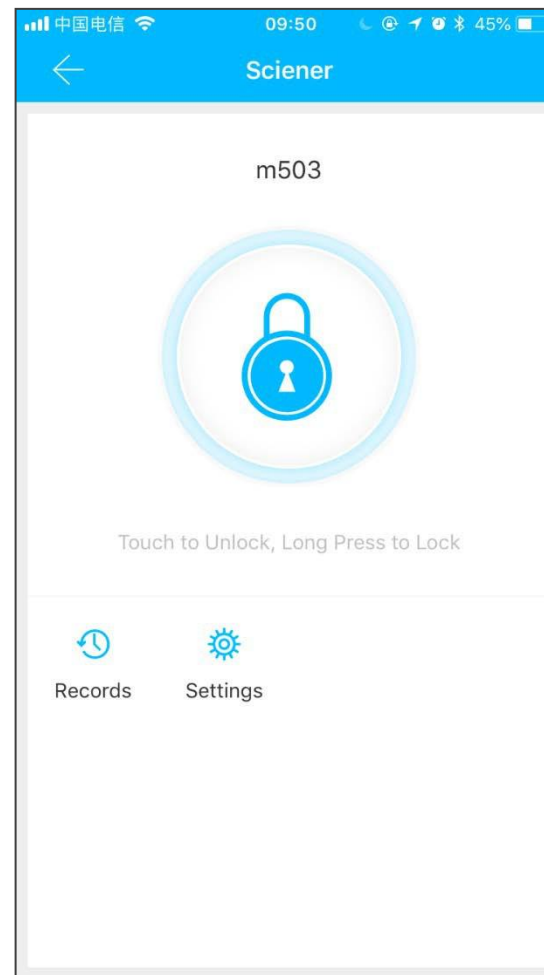 中国电信 09:50 45%
Sciener
m503
Touch to Unlock, Long Press to Lock
Records Settings